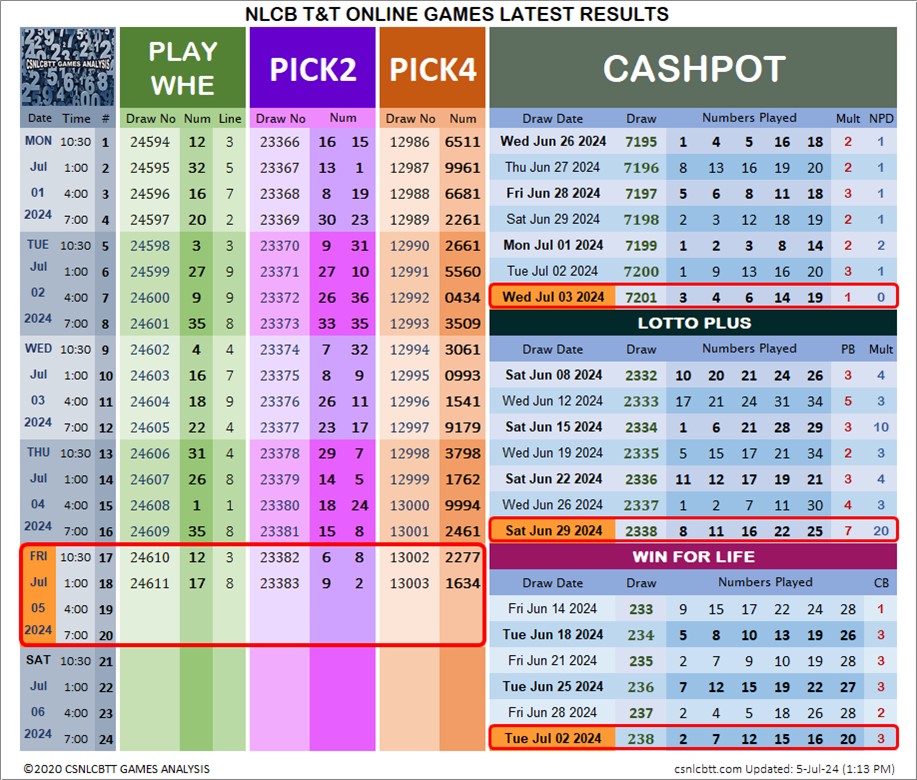 NLCB T&T ONLINE GAMES LATEST RESULTS
CSNLCBTT GAMES ANALYSIS
PLAY WHE
PICK2
PICK4
CASHPOT
Date Time # Draw No Num Line Draw No Num Draw No Num
MON 10:30 1 24594 12 3 23366 16 15 12986 6511
Jul 1:00 2 24595 32 5 23367 13 1 12987 9961
01 4:00 3 24596 16 7 23368 8 19 12988 6681
2024 7:00 4 24597 20 2 23369 30 23 12989 2261
TUE 10:30 5 24598 3 3 23370 9 31 12990 2661
Jul 1:00 6 24599 27 9 23371 27 10 12991 5560
02 4:00 7 24600 9 9 23372 26 36 12992 0434
2024 7:00 8 24601 35 8 23373 33 35 12993 3509
WED 10:30 9 24602 4 4 23374 7 32 12994 3061
Jul 1:00 10 24603 16 7 23375 8 9 12995 0993
03 4:00 11 24604 18 9 23376 26 11 12996 1541
2024 7:00 12 24605 22 4 23377 23 17 12997 9179
THU 10:30 13 24606 31 4 23378 29 7 12998 3798
Jul 1:00 14 24607 26 8 23379 14 5 12999 1762
04 4:00 15 24608 1 1 23380 18 24 13000 9994
2024 7:00 16 24609 35 8 23381 15 8 13001 2461
FRI 10:30 17 24610 12 3 23382 6 8 13002 2277
Jul 1:00 18 24611 17 8 23383 9 2 13003 1634
05 4:00 19
2024 7:00 20
SAT 10:30 21
Jul 1:00 22
06 4:00 23
2024 7:00 24
Draw Date Draw Numbers Played Mult NPD
Wed Jun 26 2024 7195 1 4 5 16 18 2 1
Thu Jun 27 2024 7196 8 13 16 19 20 2 1
Fri Jun 28 2024 7197 5 6 8 11 18 3 1
Sat Jun 29 2024 7198 2 3 12 18 19 2 1
Mon Jul 01 2024 7199 1 2 3 8 14 2 2
Tue Jul 02 2024 7200 1 9 13 16 20 3 1
Wed Jul 03 2024 7201 3 4 6 14 19 1 0
LOTTO PLUS
Draw Date Draw Numbers Played PB Mult
Sat Jun 08 2024 2332 10 20 21 24 26 3 4
Wed Jun 12 2024 2333 17 21 24 31 34 5 3
Sat Jun 15 2024 2334 1 6 21 28 29 3 10
Wed Jun 19 2024 2335 5 15 17 21 34 2 3
Sat Jun 22 2024 2336 11 12 17 19 21 3 4
Wed Jun 26 2024 2337 1 2 7 11 30 4 3
Sat Jun 29 2024 2338 8 11 16 22 25 7 20
WIN FOR LIFE
Draw Date Draw Numbers Played CB
Fri Jun 14 2024 233 9 15 17 22 24 28 1
Tue Jun 18 2024 234 5 8 10 13 19 26 3
Fri Jun 21 2024 235 2 7 9 10 19 28 3
Tue Jun 25 2024 236 7 12 15 19 22 27 3
Fri Jun 28 2024 237 2 4 5 18 26 28 2
Tue Jul 02 2024 238 2 7 12 15 16 20 3
©2020 CSNLCBTT GAMES ANALYSIS
csnlcbtt.com Updated: 5-Jul-24 (1:13 PM)